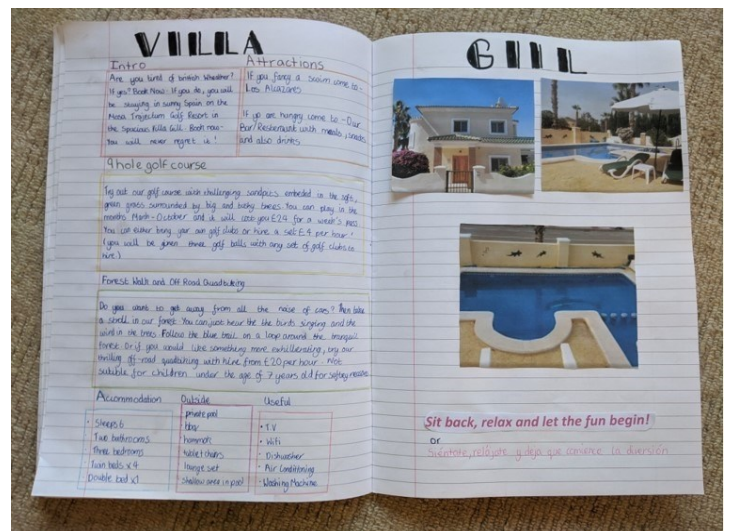 VILLA
Intro
Are you tired of british Wheather?
If yes? Book Now. If you do, you will
be staying in sunny Spain on the
Mosa Trajectum Golf Resort in
the spacious Villa Gill. Book now-
You will never regret it!
Attractions
If you fancy a swim come to -
Los Alcazares
If yo are hungry come to - Our
Bar/Restaurant with meals, snacks
and also drinks
9 hole golf course
Try out our golf course with challenging sandpits embeded in the soft,
green grass surrounded by big and bushy trees. You can play in the
months March - October and it will cost you £24 for a week's pass.
You can either bring your own golf clubs or hire a set £4 per hour!
(you will be given three golf balls with any set of golf clubs to
hire.)
Forest Walk and Off Road Quadbikeing
Do you want to get away from all the noise of cars? Then take
a stroll in our forest. You can just hear the the birds singing and the
wind in the trees. Follow the blue trail on a loop around the tranquil
forest. Or if you would like something more exhillerating, try our
thrilling off-road quadbiking with hire from £20 per hour. Not
suitble for children under the age of 7 years old for saftey reasons.
Accommodation
• Sleeps 6
Two bathrooms
Three bedrooms
Twin beds x 4
Double bed x1
Outside
private pool
bbq
hammock
table + chairs
lounge set
shallow area in pool
Useful
• TV
• Wifi
• Dishwasher
• Air Conditioning
• Washing Machine
GILL
Sit back, relax and let the fun begin!
or
Siéntate, relájate y deja que comience la diversión